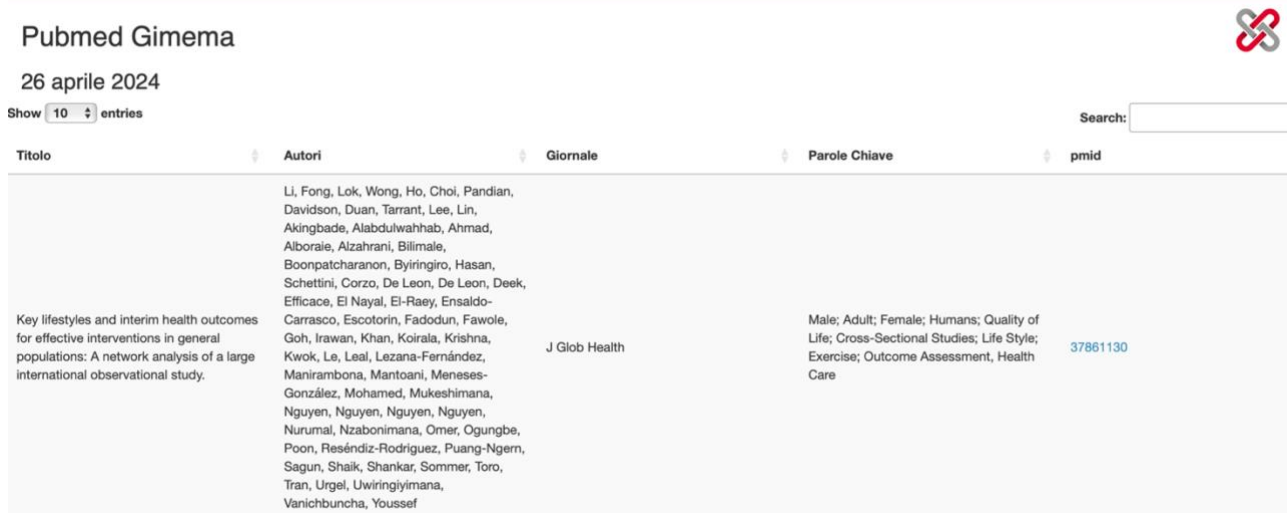 Pubmed Gimema
26 aprile 2024
Show 10 entries
Search:
Titolo
Autori
Giornale
Parole Chiave
pmid
Key lifestyles and interim health outcomes
for effective interventions in general
populations: A network analysis of a large
international observational study.
Li, Fong, Lok, Wong, Ho, Choi, Pandian,
Davidson, Duan, Tarrant, Lee, Lin,
Akingbade, Alabdulwahhab, Ahmad,
Alboraie, Alzahrani, Bilimale,
Boonpatcharanon, Byiringiro, Hasan,
Schettini, Corzo, De Leon, De Leon, Deek,
Efficace, El Nayal, El-Raey, Ensaldo-
Carrasco, Escotorin, Fadodun, Fawole,
Goh, Irawan, Khan, Koirala, Krishna,
Kwok, Le, Leal, Lezana-Fernández,
Manirambona, Mantoani, Meneses-
González, Mohamed, Mukeshimana,
Nguyen, Nguyen, Nguyen, Nguyen,
Nurumal, Nzabonimana, Omer, Ogungbe,
Poon, Reséndiz-Rodriguez, Puang-Ngern,
Sagun, Shaik, Shankar, Sommer, Toro,
Tran, Urgel, Uwiringiyimana,
Vanichbuncha, Youssef
J Glob Health
Male; Adult; Female; Humans; Quality of
Life; Cross-Sectional Studies; Life Style;
Exercise; Outcome Assessment, Health
Care
37861130